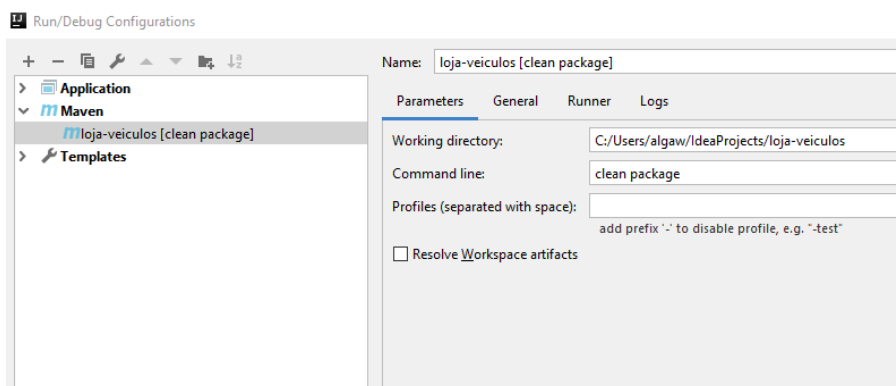 Run/Debug Configurations
Name: loja-veiculos [clean package]
Application
Maven
loja-veiculos [clean package]
Templates
Parameters General Runner Logs
Working directory: C:/Users/algaw/IdeaProjects/loja-veiculos
Command line: clean package
Profiles (separated with space):
add prefix '-' to disable profile, e.g. "-test"
Resolve Workspace artifacts